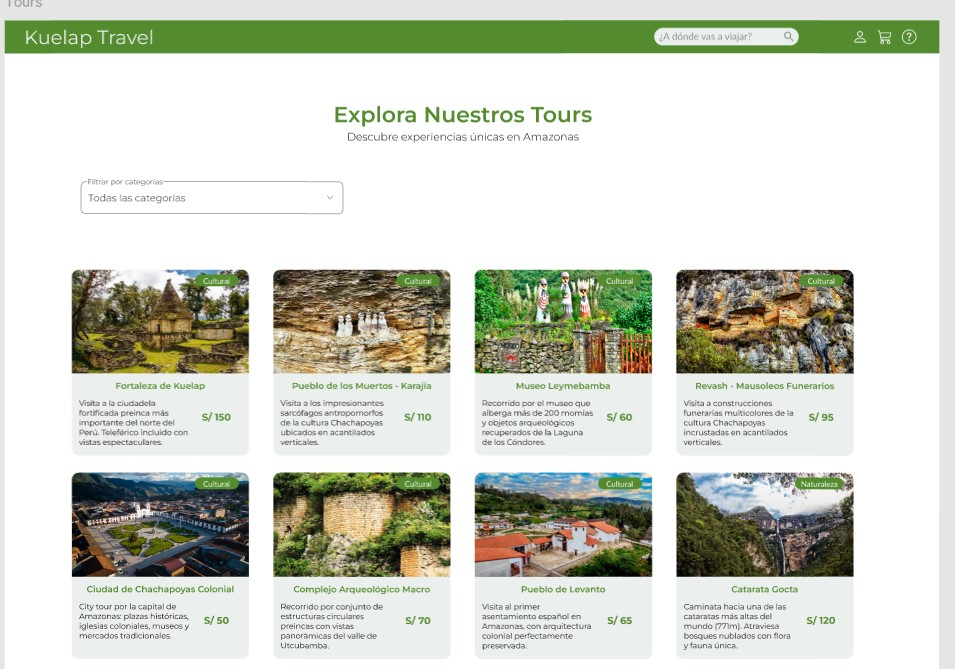 Tours
Kuelap Travel
¿A dónde vas a viajar?
Explora Nuestros Tours
Descubre experiencias únicas en Amazonas
Filtrar por categorías
Todas las categorías
Cultural
Fortaleza de Kuelap
Visita a la ciudadela
fortificada preinca más
importante del norte del
Perú. Teleférico incluido con
vistas espectaculares.
S/ 150
Cultural
Pueblo de los Muertos - Karajía
Visita a los impresionantes
sarcófagos antropomorfos
de la cultura Chachapoyas
ubicados en acantilados
verticales.
S/ 110
Cultural
Museo Leymebamba
Recorrido por el museo que
alberga más de 200 momias
y objetos arqueológicos
recuperados de la Laguna
de los Cóndores.
S/ 60
Cultural
Revash - Mausoleos Funerarios
Visita a construcciones
funerarias multicolores de la
cultura Chachapoyas
incrustadas en acantilados
verticales.
S/ 95
Cultural
Ciudad de Chachapoyas Colonial
City tour por la capital de
Amazonas: plazas históricas,
iglesias coloniales, museos y
mercados tradicionales.
S/ 50
Cultural
Complejo Arqueológico Macro
Recorrido por conjunto de
estructuras circulares
preincas con vistas
panorámicas del valle de
Utcubamba.
S/ 70
Cultural
Pueblo de Levanto
Visita al primer
asentamiento español en
Amazonas, con arquitectura
colonial perfectamente
preservada.
S/ 65
Naturaleza
Catarata Gocta
Caminata hacia una de las
cataratas más altas del
mundo (771m). Atraviesa
bosques nublados con flora
y fauna única.
S/ 120